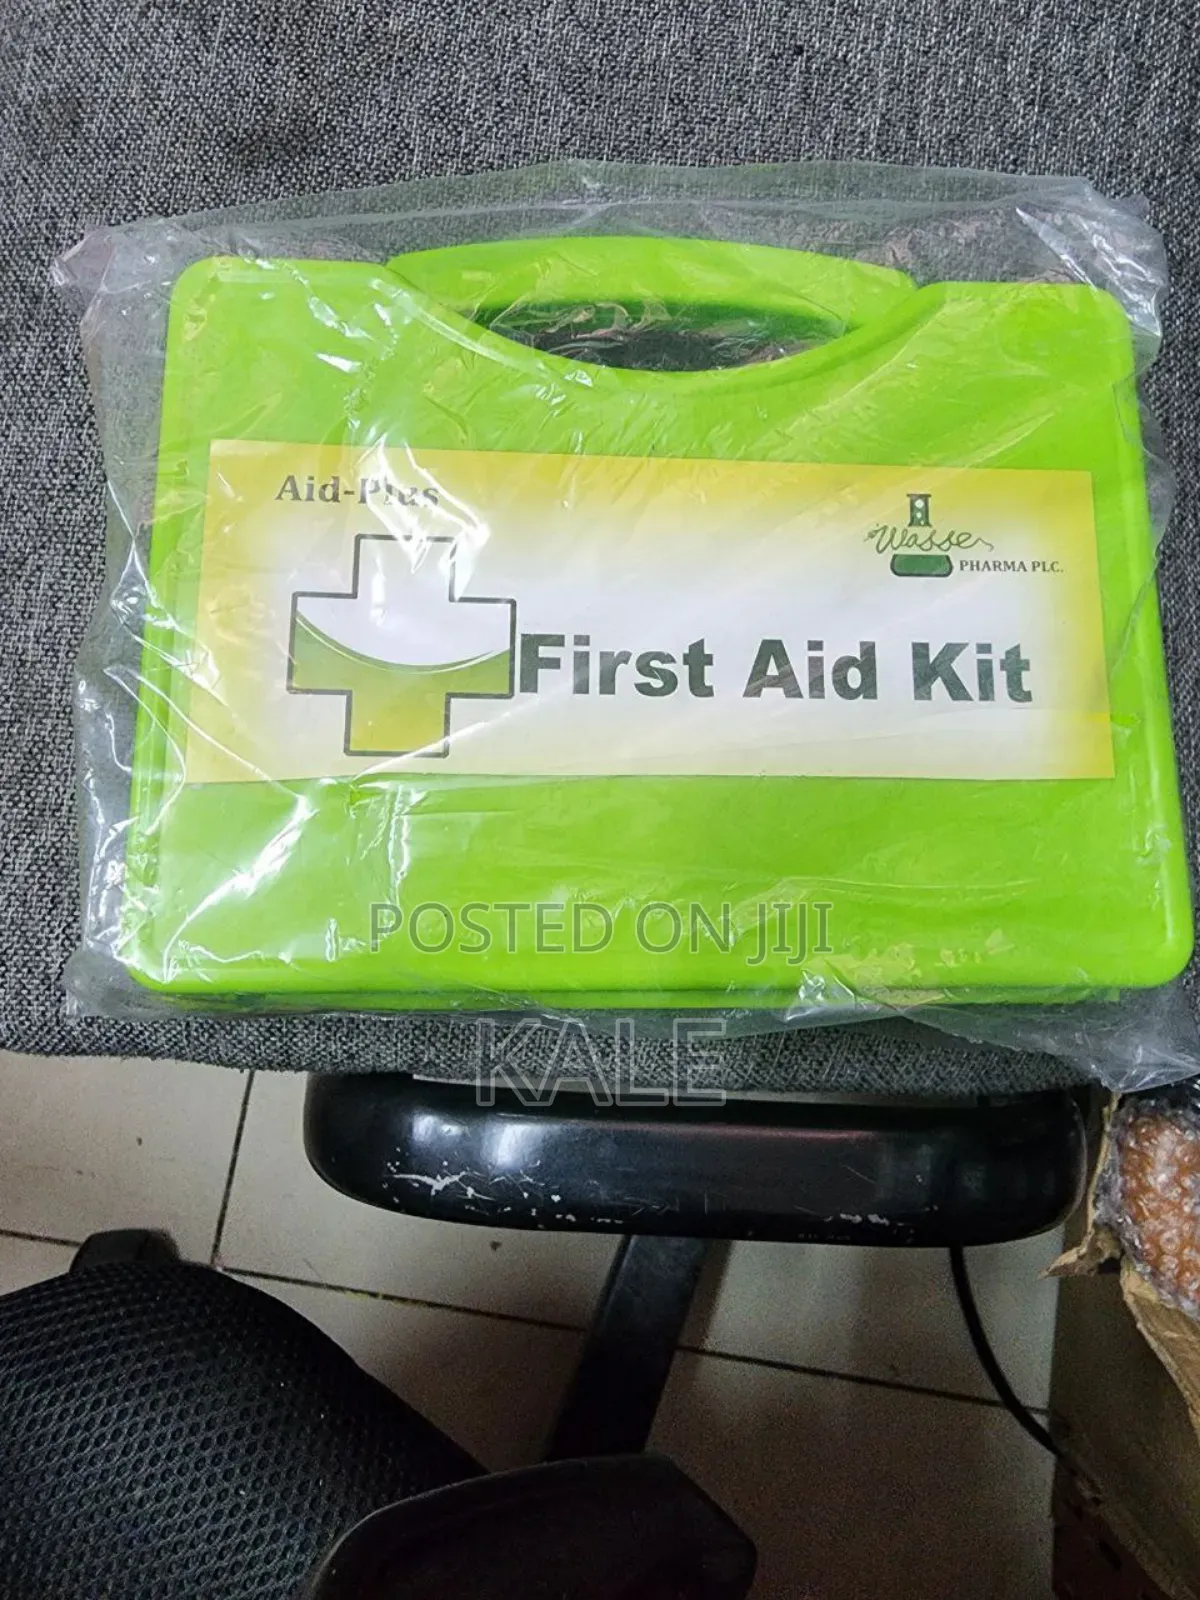 Aid-Plus
Wasse
PHARMA PLC.
First Aid Kit
POSTED ON JIJI
KALE